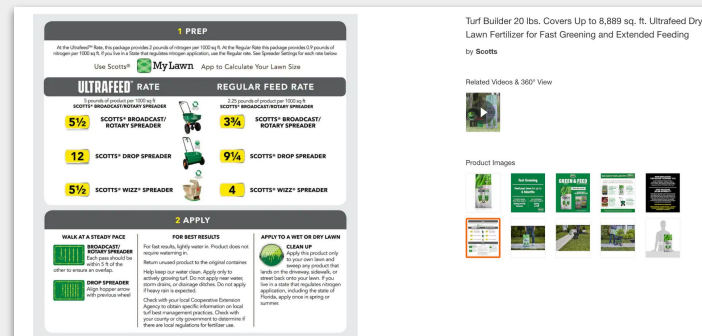 1 PREP
At the Ultrafeed™ Rate, this package provides 2 pounds of nitrogen per 1000 sq ft. At the Regular Rate this package provides 0.9 pounds of
nitrogen per 1000 sq ft. If you live in a State that regulates nitrogen application, use the regular rate. See Spreader Settings for each rate below
Use Scotts® My Lawn App to Calculate Your Lawn Size
ULTRAFEED™ RATE
5 pounds of product per 1000 sq ft
SCOTTS® BROADCAST/ROTARY SPREADER
5½ SCOTTS® BROADCAST/
ROTARY SPREADER
12 SCOTTS® DROP SPREADER
5½ SCOTTS® WIZZ® SPREADER
REGULAR FEED RATE
2.25 pounds of product per 1000 sq ft
SCOTTS® BROADCAST/ROTARY SPREADER
3¾ SCOTTS® BROADCAST/
ROTARY SPREADER
9¼ SCOTTS® DROP SPREADER
4 SCOTTS® WIZZ® SPREADER
2 APPLY
WALK AT A STEADY PACE
BROADCAST/
ROTARY SPREADER
Each pass should be
within 5 ft of the
other to ensure an overlap.
DROP SPREADER
Align hopper arrow
with previous wheel
FOR BEST RESULTS
For fast results, lightly water in. Product does not
require waterning in.
Return unused product to the original container
Help keep our water clean. Apply only to
actively growing turf. Do not apply near water,
storm drains, or drainage ditches. Do not apply
if heavy rain is expected.
Check with your local Cooperative Extension
Agency to obtain specific information on local
turf best management practices. Check with
your county or city government to determine if
there are local regulations for fertilizer use.
APPLY TO A WET OR DRY LAWN
CLEAN UP
Apply this product only
to your own lawn and
sweep any product that
lands on the driveway, sidewalk, or
street back onto your lawn. If you
live in a state that regulates nitrogen
application, including the state of
Florida, apply once in spring or
summer
Turf Builder 20 lbs. Covers Up to 8,889 sq. ft. Ultrafeed Dry
Lawn Fertilizer for Fast Greening and Extended Feeding
by Scotts
Related Videos & 360° View
Product Images
Fast Greening
GREEN & FEED